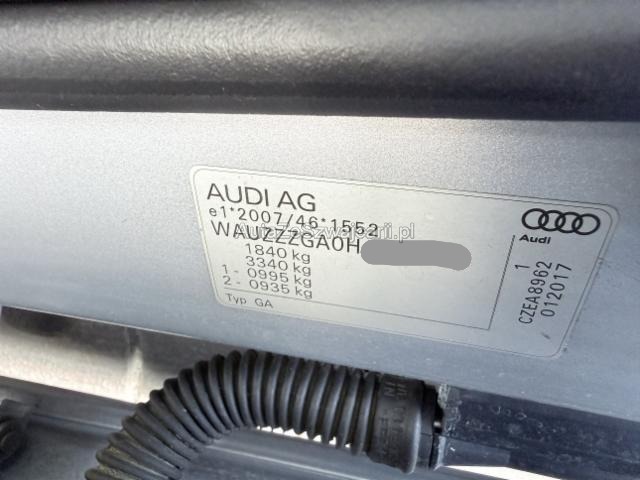 AUDI AG
e1*2007/46*1552
WAUZZZGA0H
1840 kg
3340 kg
1 - 0995 kg
2 - 0935 kg
Typ GA
Audi
1
CZEA8962
012017